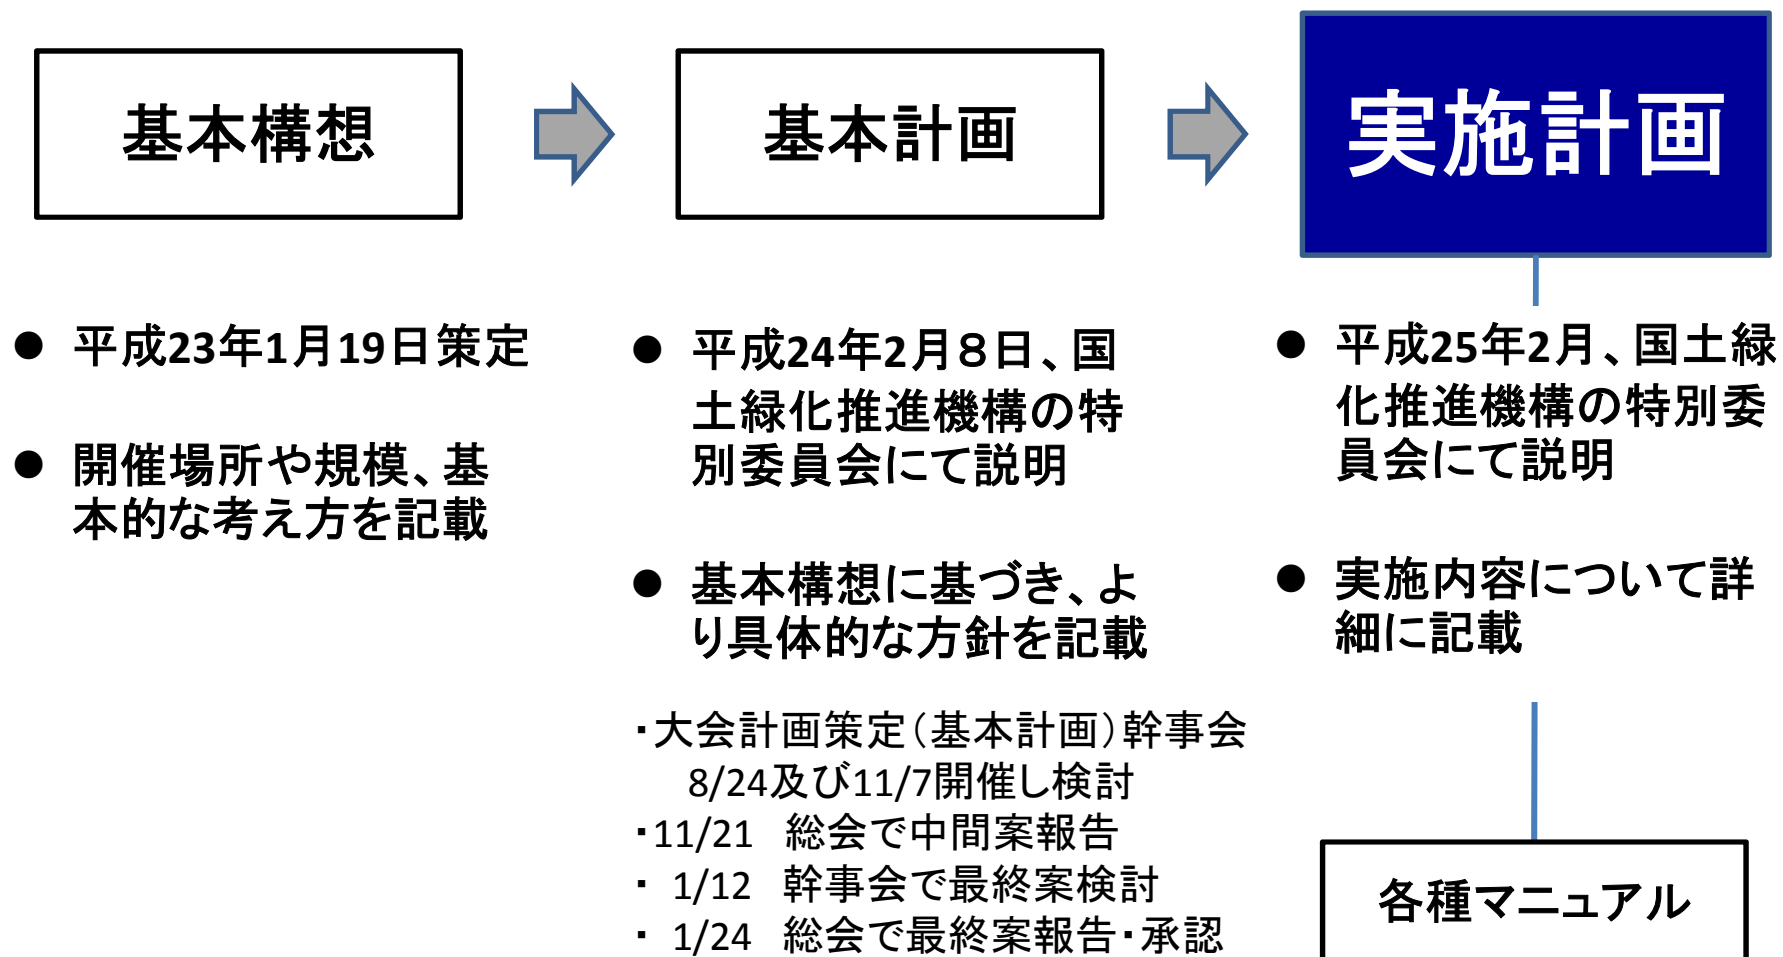 基本構想
基本計画
実施計画
● 平成23年1月19日策定
● 開催場所や規模、基
本的な考え方を記載
● 平成24年2月８日、国
土緑化推進機構の特
別委員会にて説明
● 基本構想に基づき、よ
り具体的な方針を記載
・大会計画策定（基本計画）幹事会
8/24及び11/7開催し検討
・11/21　総会で中間案報告
・ 1/12　幹事会で最終案検討
・ 1/24　総会で最終案報告・承認
● 平成25年2月、国土緑
化推進機構の特別委
員会にて説明
● 実施内容について詳
細に記載
各種マニュアル